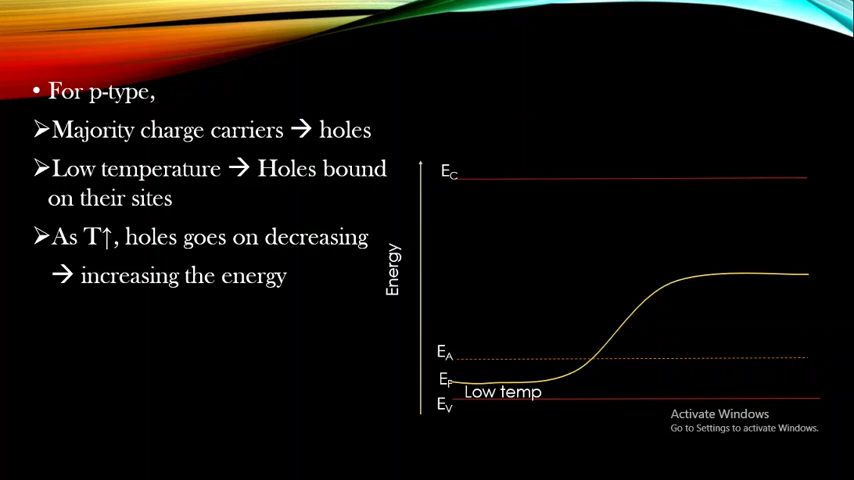 • For p-type,
➢Majority charge carriers → holes
➢Low temperature → Holes bound
on their sites
➢As T↑, holes goes on decreasing
→ increasing the energy
Energy
EC
EA
EF
Low temp
EV
Activate Windows
Go to Settings to activate Windows.